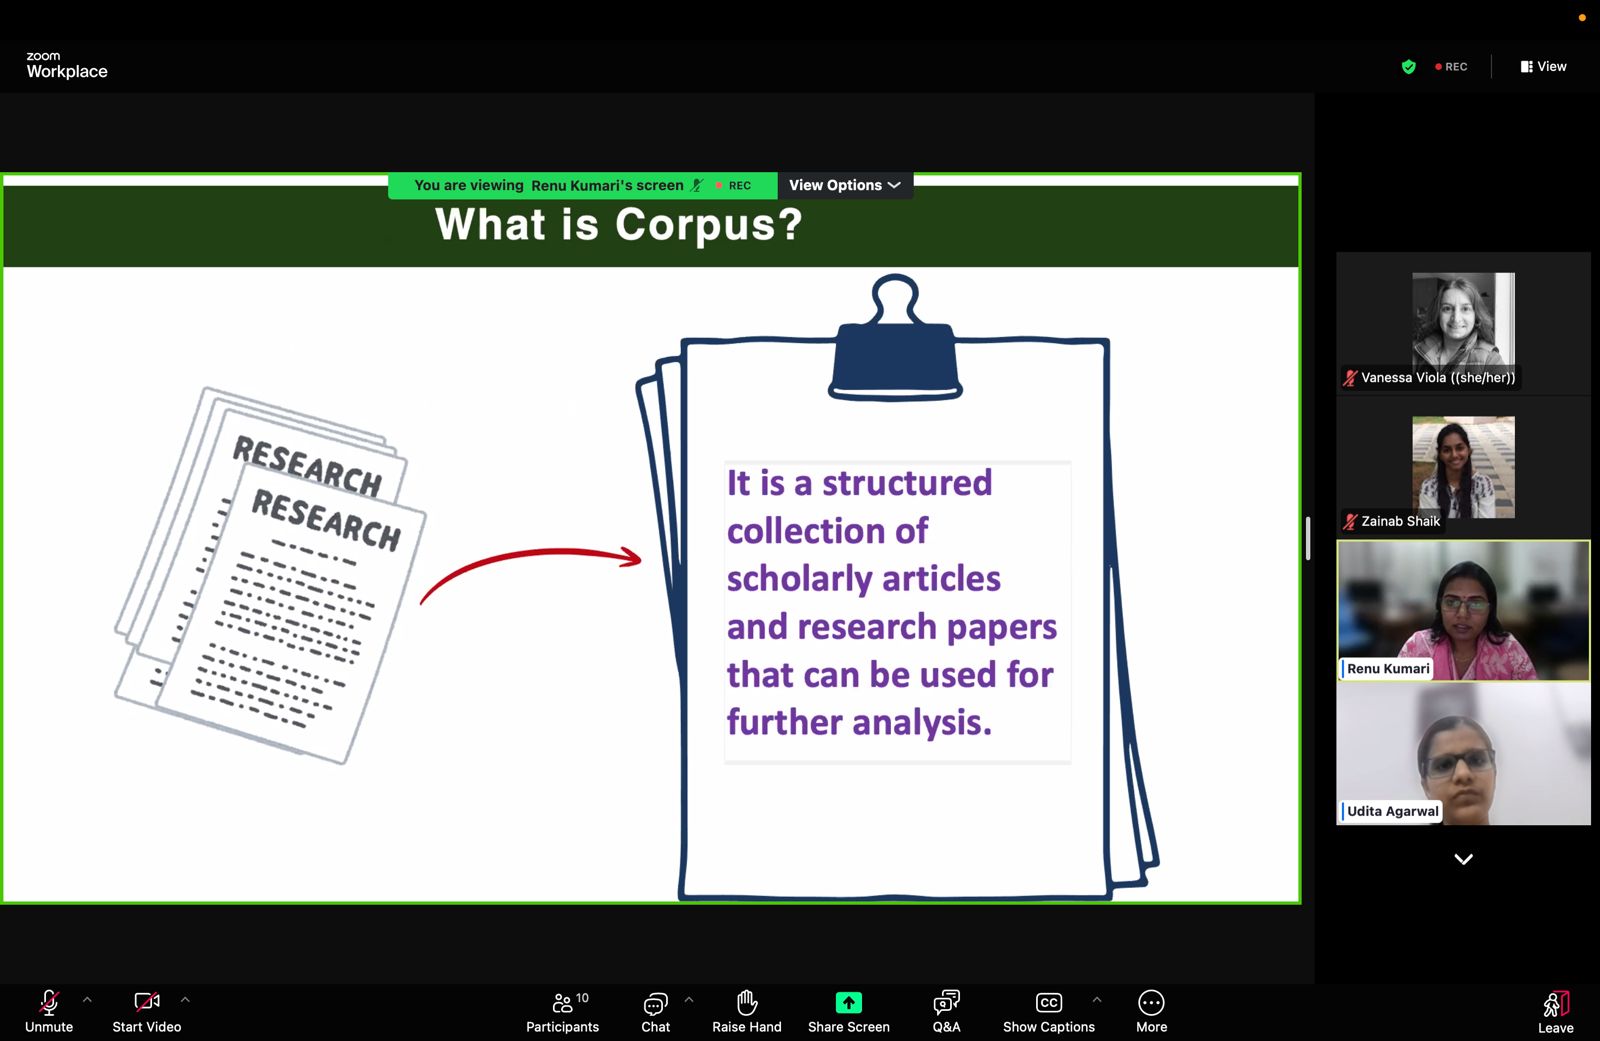 zoom
Workplace
REC
View
You are viewing Renu Kumari's screen REC View Options
What is Corpus?
RESEARCH
RESEARCH
It is a structured
collection of
scholarly articles
and research papers
that can be used for
further analysis.
Vanessa Viola ((she/her))
Zainab Shaik
Renu Kumari
Udita Agarwal
Unmute
Start Video
Participants 10
Chat
Raise Hand
Share Screen
Q&A
CC
Show Captions
More
Leave